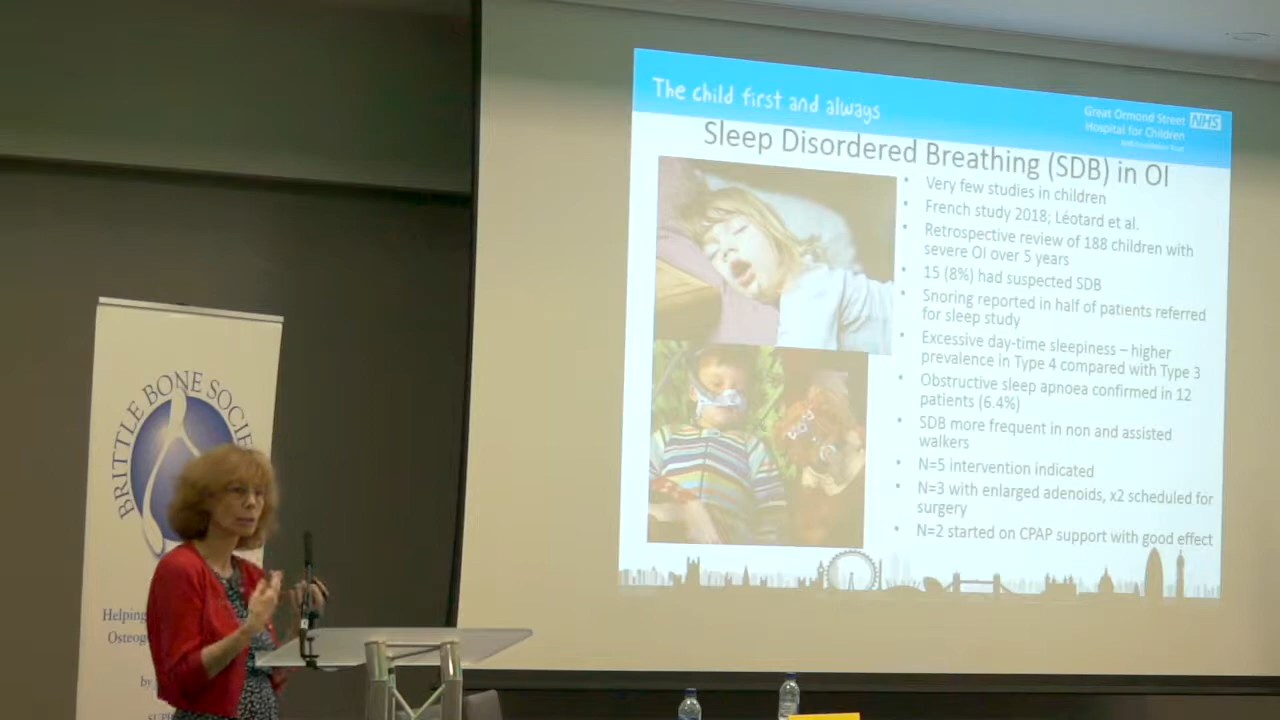 The child first and always
Great Ormond Street NHS
Hospital for Children
NHS Foundation Trust
Sleep Disordered Breathing (SDB) in OI
• Very few studies in children
• French study 2018; Léotard et al.
• Retrospective review of 188 children with
severe OI over 5 years
• 15 (8%) had suspected SDB
• Snoring reported in half of patients referred
for sleep study
• Excessive day-time sleepiness – higher
prevalence in Type 4 compared with Type 3
• Obstructive sleep apnoea confirmed in 12
patients (6.4%)
• SDB more frequent in non and assisted
walkers
• N=5 intervention indicated
• N=3 with enlarged adenoids, x2 scheduled for
surgery
• N=2 started on CPAP support with good effect
BRITTLE BONE SOCIE
Helping
Osteog
by